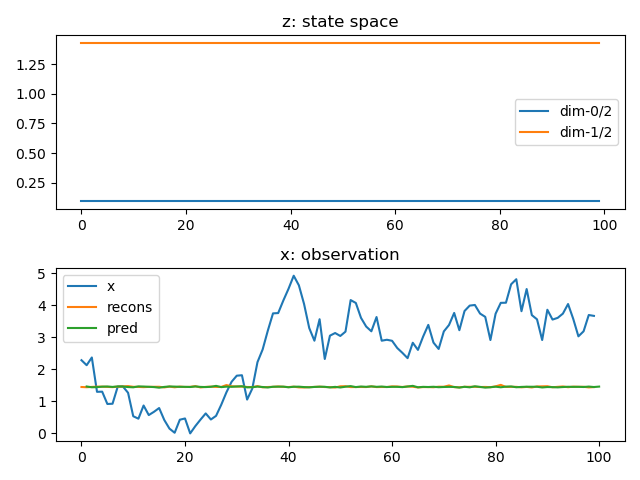 z: state space
1.25
1.00
0.75
0.50
0.25
dim-0/2
dim-1/2
0 20 40 60 80 100
x: observation
5
4
3
2
1
0
x
recons
pred
0 20 40 60 80 100